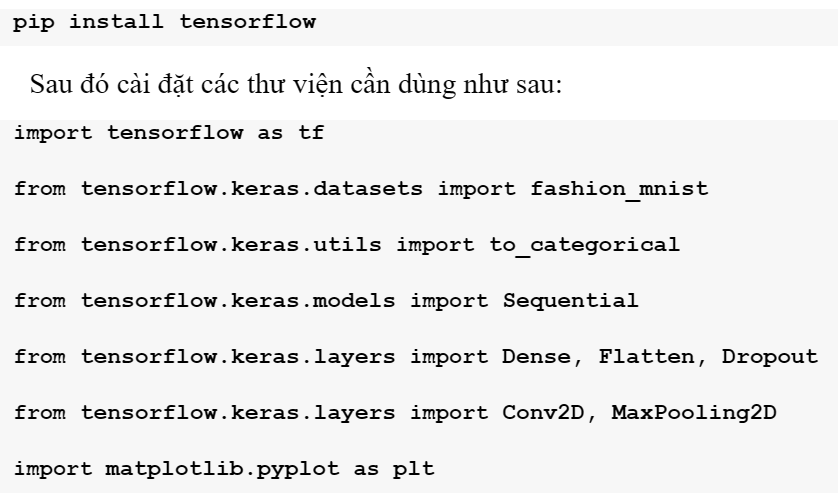 pip install tensorflow
Sau đó cài đặt các thư viện cần dùng như sau:
import tensorflow as tf
from tensorflow.keras.datasets import fashion_mnist
from tensorflow.keras.utils import to_categorical
from tensorflow.keras.models import Sequential
from tensorflow.keras.layers import Dense, Flatten, Dropout
from tensorflow.keras.layers import Conv2D, MaxPooling2D
import matplotlib.pyplot as plt